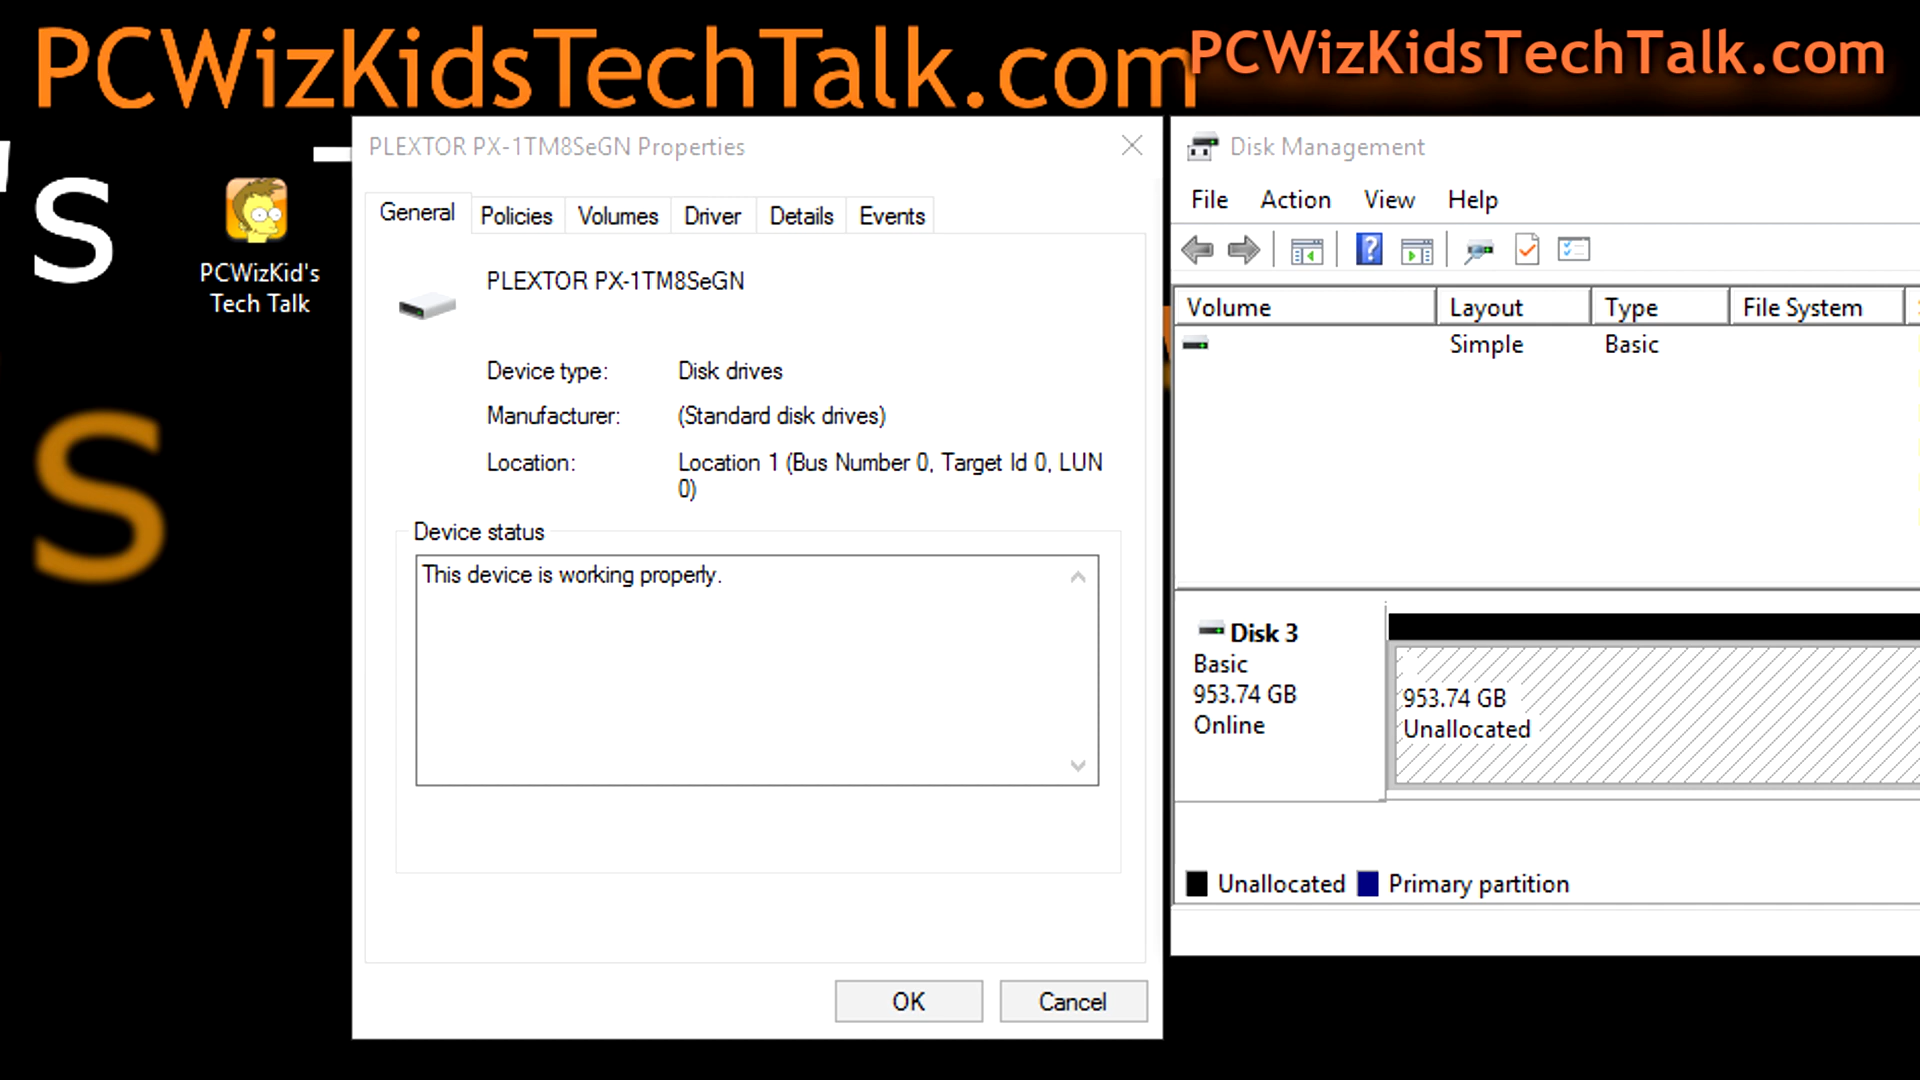 PCWizKidsTechTalk.com
PCWizKidsTechTalk.com
's
s
PCWizKid's
Tech Talk
PLEXTOR PX-1TM8SeGN Properties
General Policies Volumes Driver Details Events
PLEXTOR PX-1TM8SeGN
Device type: Disk drives
Manufacturer: (Standard disk drives)
Location: Location 1 (Bus Number 0, Target Id 0, LUN
0)
Device status
This device is working properly.
OK Cancel
Disk Management
File Action View Help
Volume Layout Type File System
Simple Basic
Disk 3
Basic
953.74 GB
Online
953.74 GB
Unallocated
Unallocated Primary partition